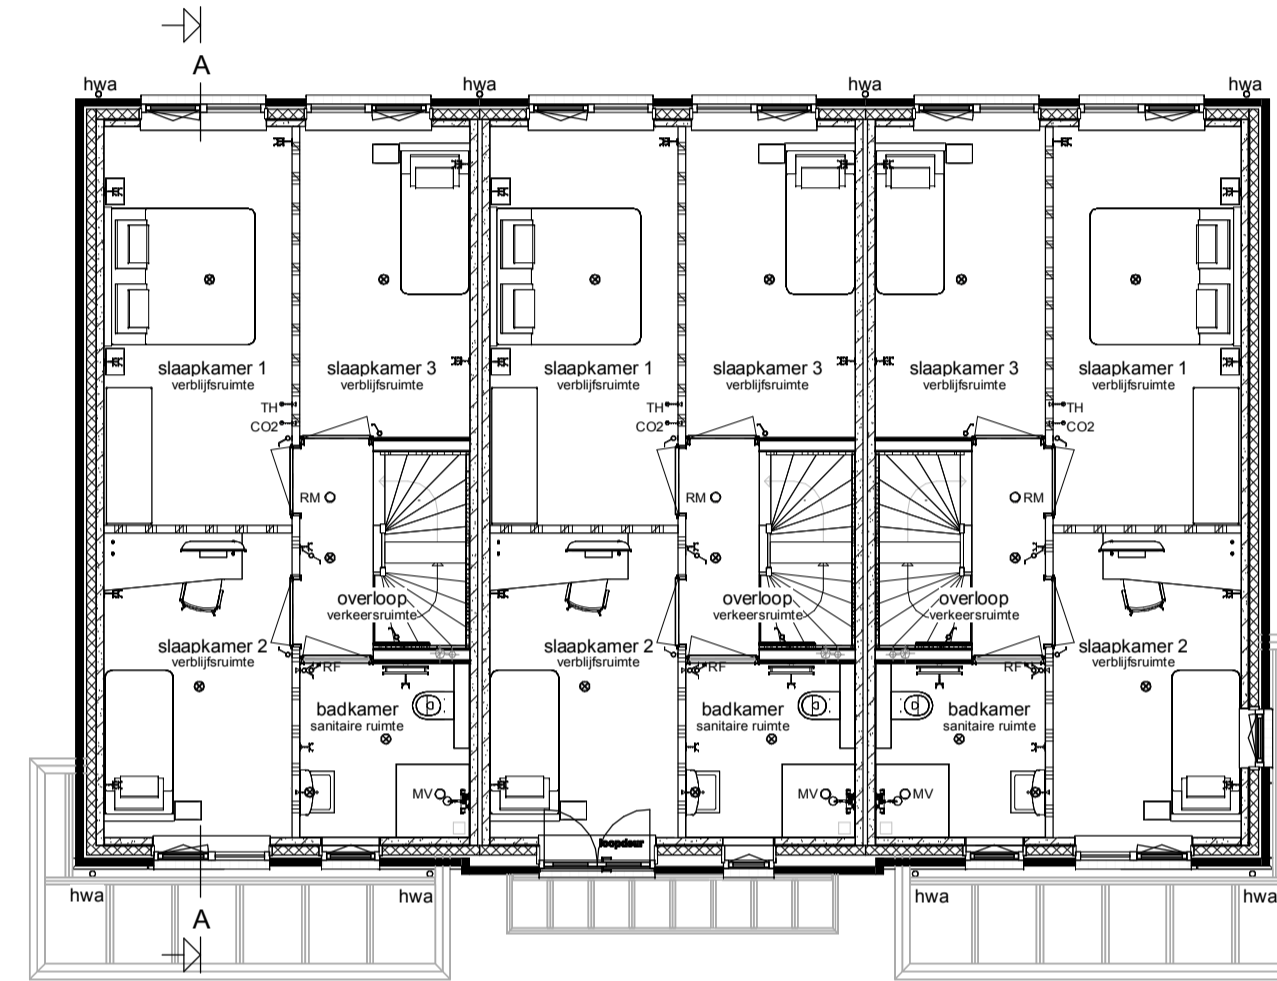 A
hwa hwa hwa hwa
slaapkamer 1 slaapkamer 3 slaapkamer 1 slaapkamer 3 slaapkamer 3 slaapkamer 1
verblijfsruimte verblijfsruimte verblijfsruimte verblijfsruimte verblijfsruimte verblijfsruimte
TH TH TH
CO2 CO2 CO2
RM RM RM
overloop overloop overloop
verkeersruimte verkeersruimte verkeersruimte
slaapkamer 2 slaapkamer 2 slaapkamer 2
verblijfsruimte verblijfsruimte verblijfsruimte
RF RF RF
badkamer badkamer badkamer
sanitaire ruimte sanitaire ruimte sanitaire ruimte
MV MV MV
loopdeur
hwa hwa hwa hwa
A